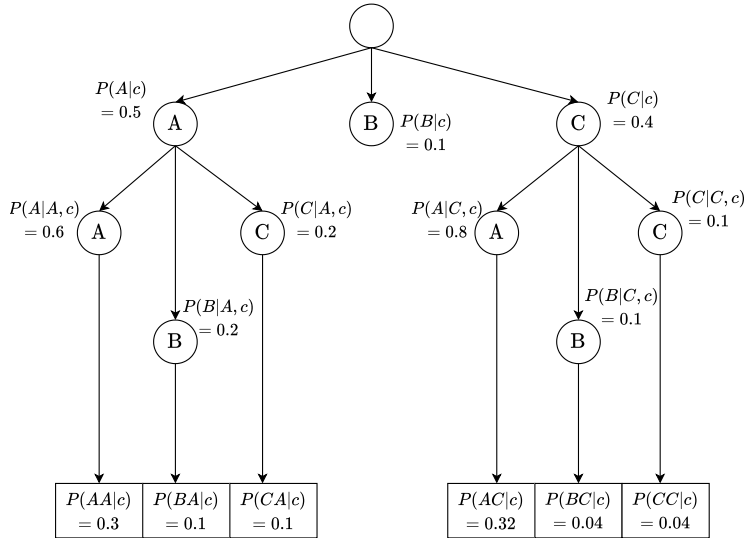 P(A|c)
= 0.5
A
B
P(B|c)
= 0.1
C
P(C|c)
= 0.4
P(A|A, c)
= 0.6
A
C
P(C|A, c)
= 0.2
P(B|A, c)
= 0.2
B
P(A|C, c)
= 0.8
A
C
P(C|C, c)
= 0.1
P(B|C, c)
= 0.1
B
P(AA|c)
= 0.3
P(BA|c)
= 0.1
P(CA|c)
= 0.1
P(AC|c)
= 0.32
P(BC|c)
= 0.04
P(CC|c)
= 0.04